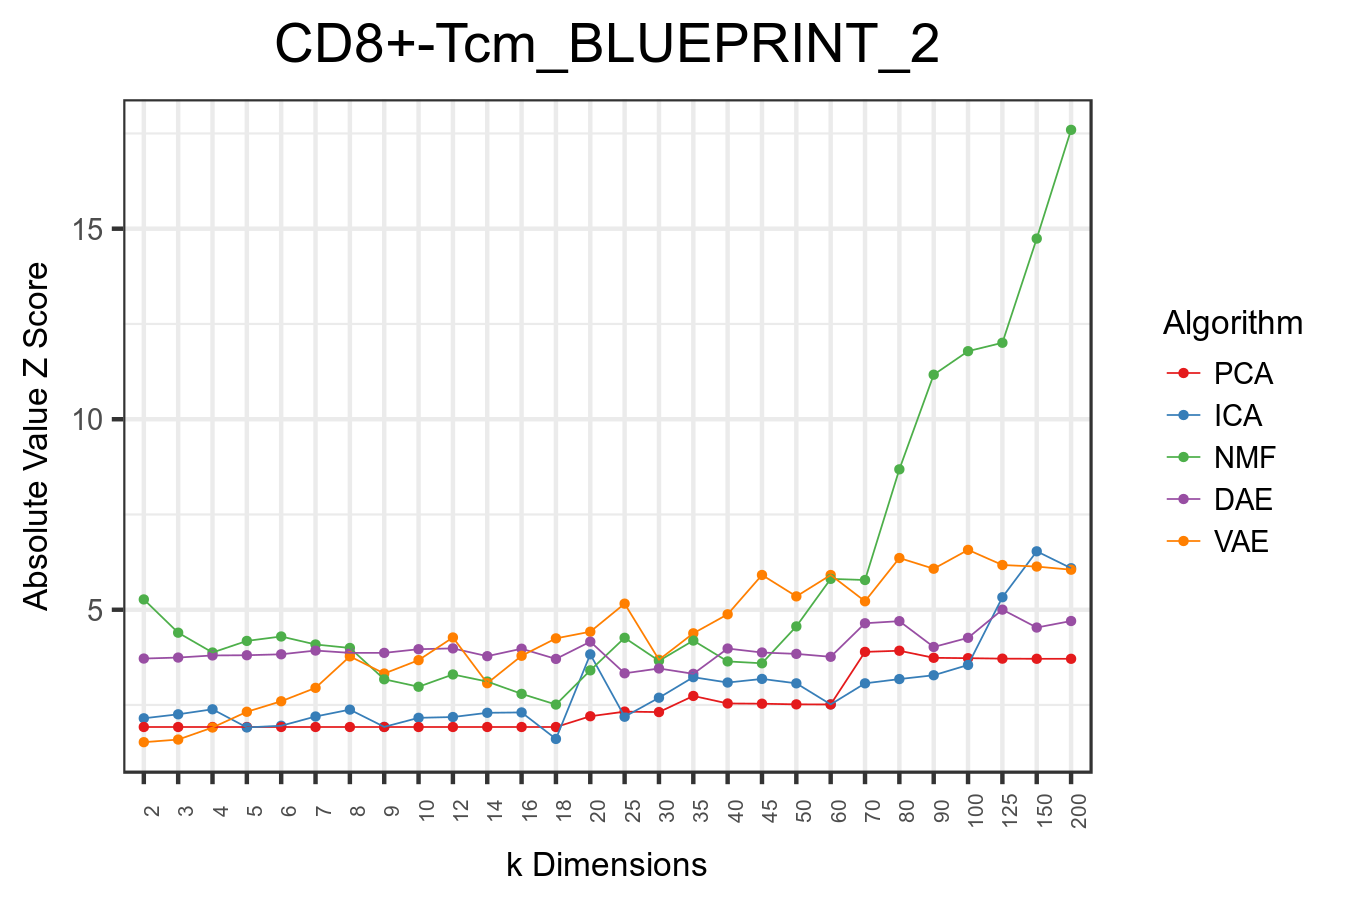 CD8+-Tcm_BLUEPRINT_2
Absolute Value Z Score
15
10
5
2 3 4 5 6 7 8 9 10 12 14 16 18 20 25 30 35 40 45 50 60 70 80 90 100 125 150 200
k Dimensions
Algorithm
PCA
ICA
NMF
DAE
VAE